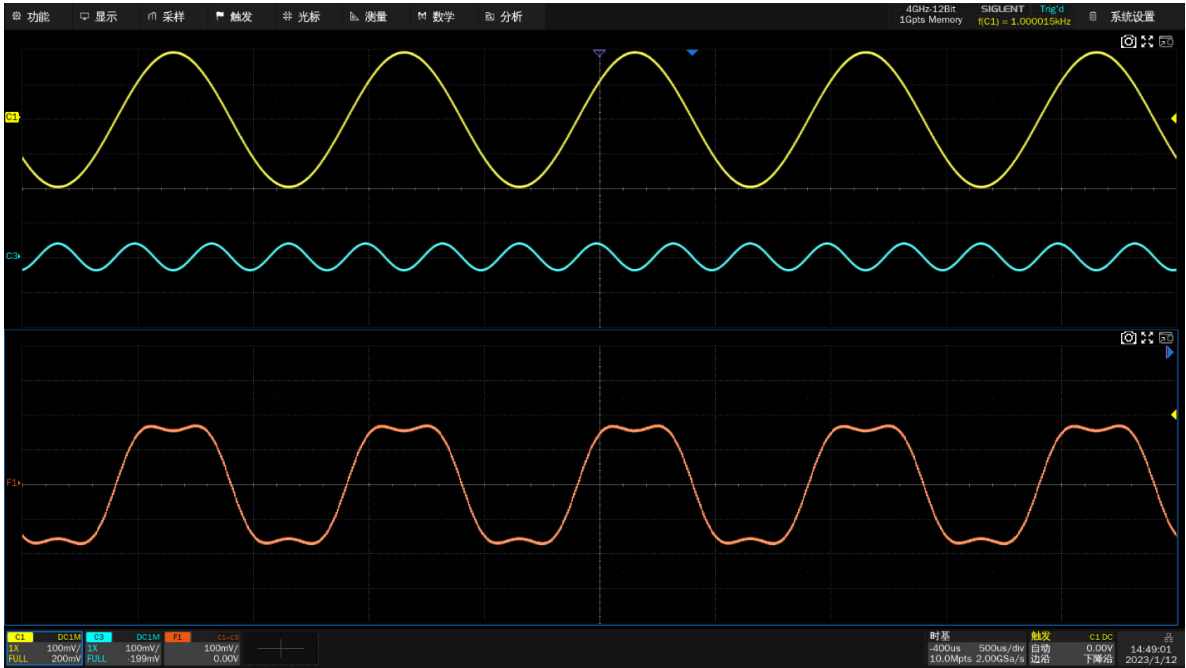 功能 显示 采样 触发 光标 测量 数学 分析 4GHz-12Bit SIGLENT Trig'd 系统设置
1Gpts Memory f(C1) = 1.000015kHz
C1
C3
F1
C1 DC1M C3 DC1M F1 C1+C3 时基 触发 C1 DC
1X 100mV/ 1X 100mV/ 100mV/ -400us 500us/div 自动 0.00V 14:49:01
FULL 200mV FULL -199mV 0.00V 10.0Mpts 2.00GSa/s 边沿 下降沿 2023/1/12